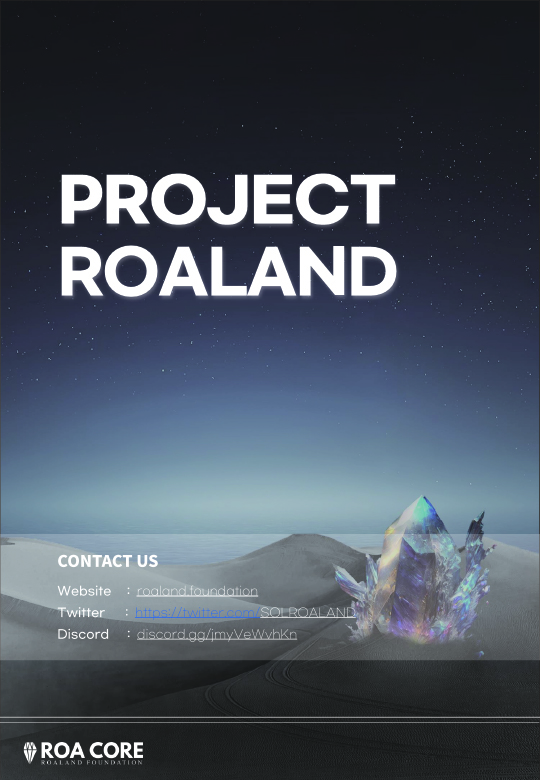 PROJECT
ROALAND
CONTACT US
Website : roaland.foundation
Twitter : https://twitter.com/SOLROALAND
Discord : discord.gg/jmyVeWvhKn
ROA CORE
ROALAND FOUNDATION